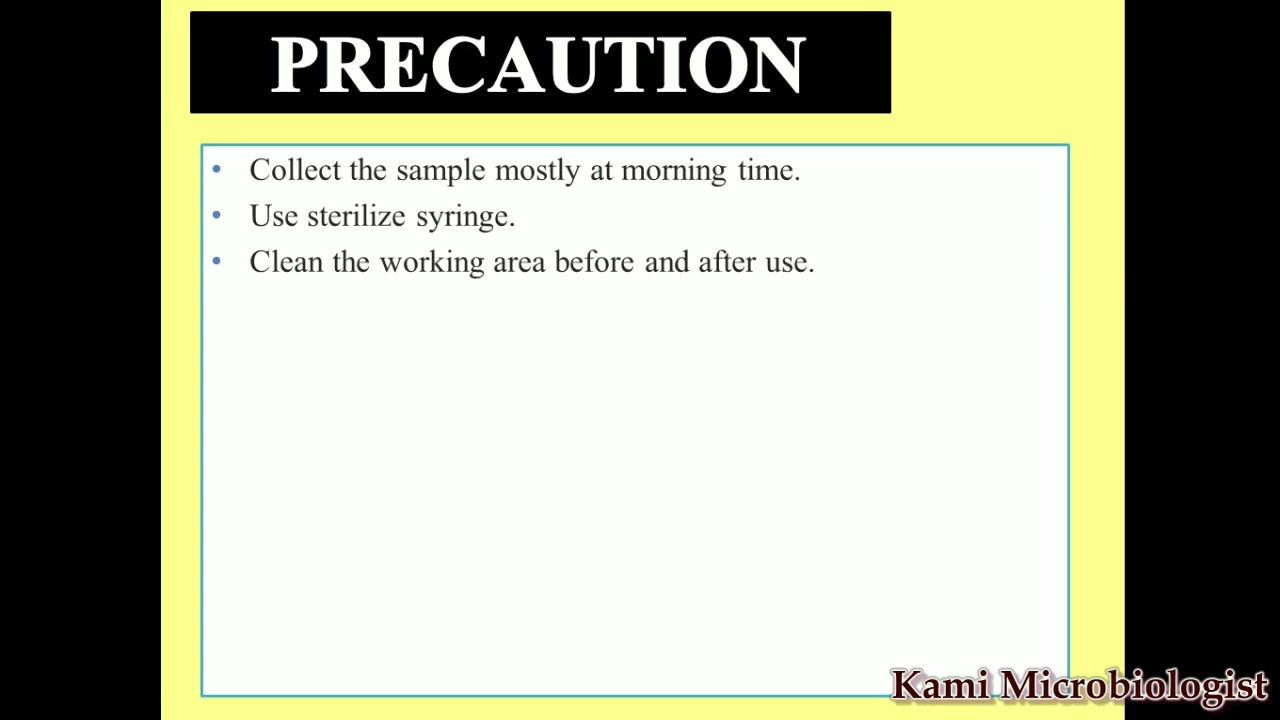 PRECAUTION
• Collect the sample mostly at morning time.
• Use sterilize syringe.
• Clean the working area before and after use.
Kami Microbiologist